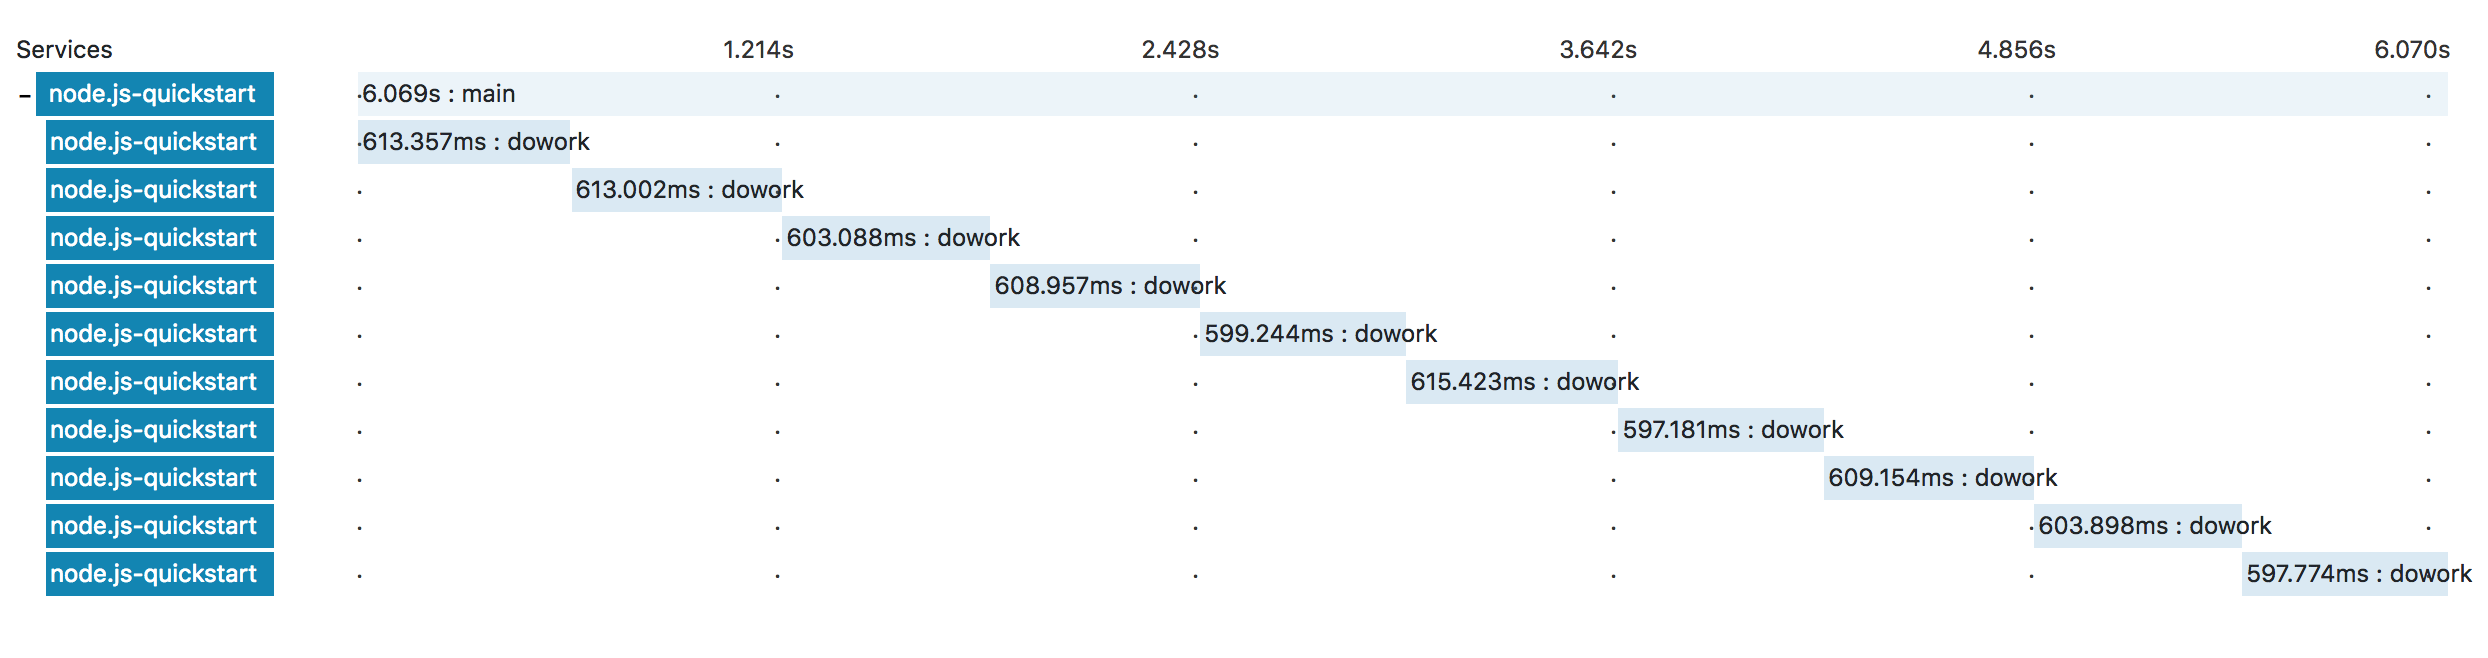 Services 1.214s 2.428s 3.642s 4.856s 6.070s
- node.js-quickstart 6.069s : main
node.js-quickstart 613.357ms : dowork
node.js-quickstart 613.002ms : dowork
node.js-quickstart 603.088ms : dowork
node.js-quickstart 608.957ms : dowork
node.js-quickstart 599.244ms : dowork
node.js-quickstart 615.423ms : dowork
node.js-quickstart 597.181ms : dowork
node.js-quickstart 609.154ms : dowork
node.js-quickstart 603.898ms : dowork
node.js-quickstart 597.774ms : dowork